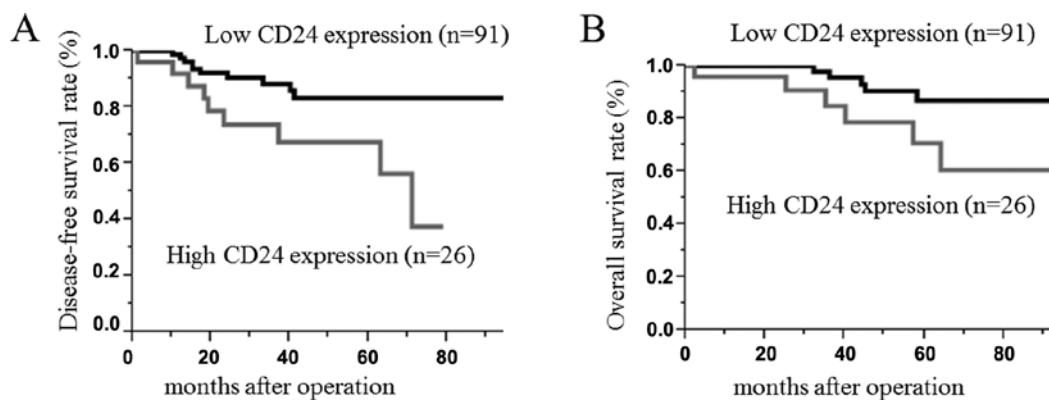 A
Low CD24 expression (n=91)
Disease-free survival rate (%)
1.0
0.8
0.6
0.4
0.2
0.0
High CD24 expression (n=26)
0 20 40 60 80
months after operation
B
Low CD24 expression (n=91)
Overall survival rate (%)
1.0
0.8
0.6
0.4
0.2
0.0
High CD24 expression (n=26)
0 20 40 60 80
months after operation